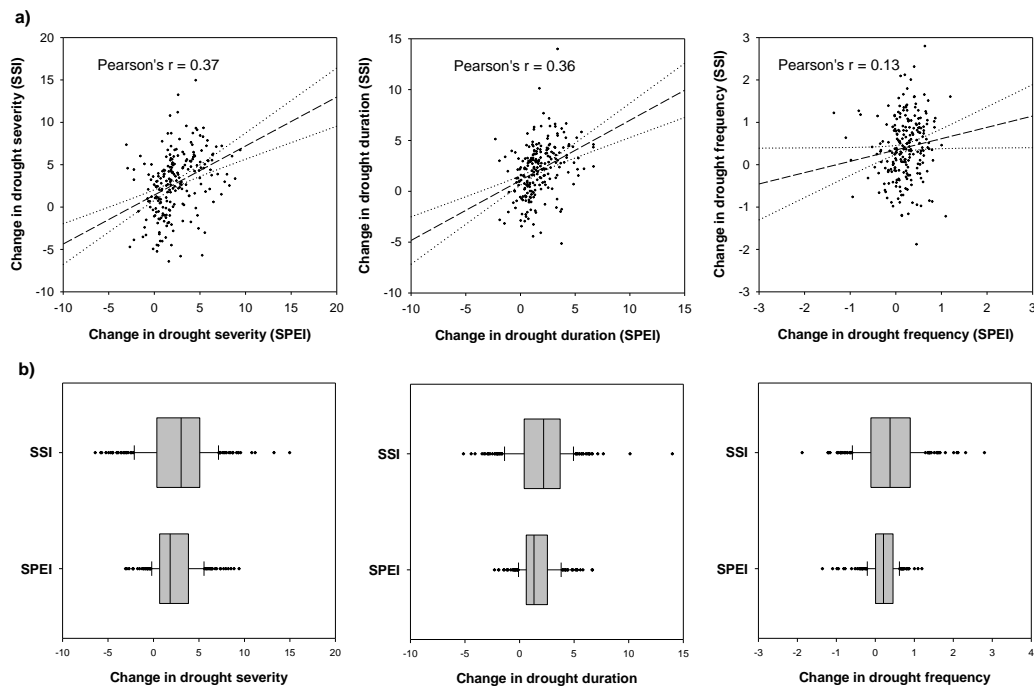 a)
Pearson's r = 0.37
Change in drought severity (SSI)
20
15
10
5
0
-5
-10
-10 -5 0 5 10 15 20
Change in drought severity (SPEI)
Pearson's r = 0.36
Change in drought duration (SSI)
15
10
5
0
-5
-10
-10 -5 0 5 10 15
Change in drought duration (SPEI)
Pearson's r = 0.13
Change in drought frequency (SSI)
3
2
1
0
-1
-2
-3
-3 -2 -1 0 1 2 3
Change in drought frequency (SPEI)
b)
SSI
SPEI
-10 -5 0 5 10 15 20
Change in drought severity
SSI
SPEI
-10 -5 0 5 10 15
Change in drought duration
SSI
SPEI
-3 -2 -1 0 1 2 3 4
Change in drought frequency